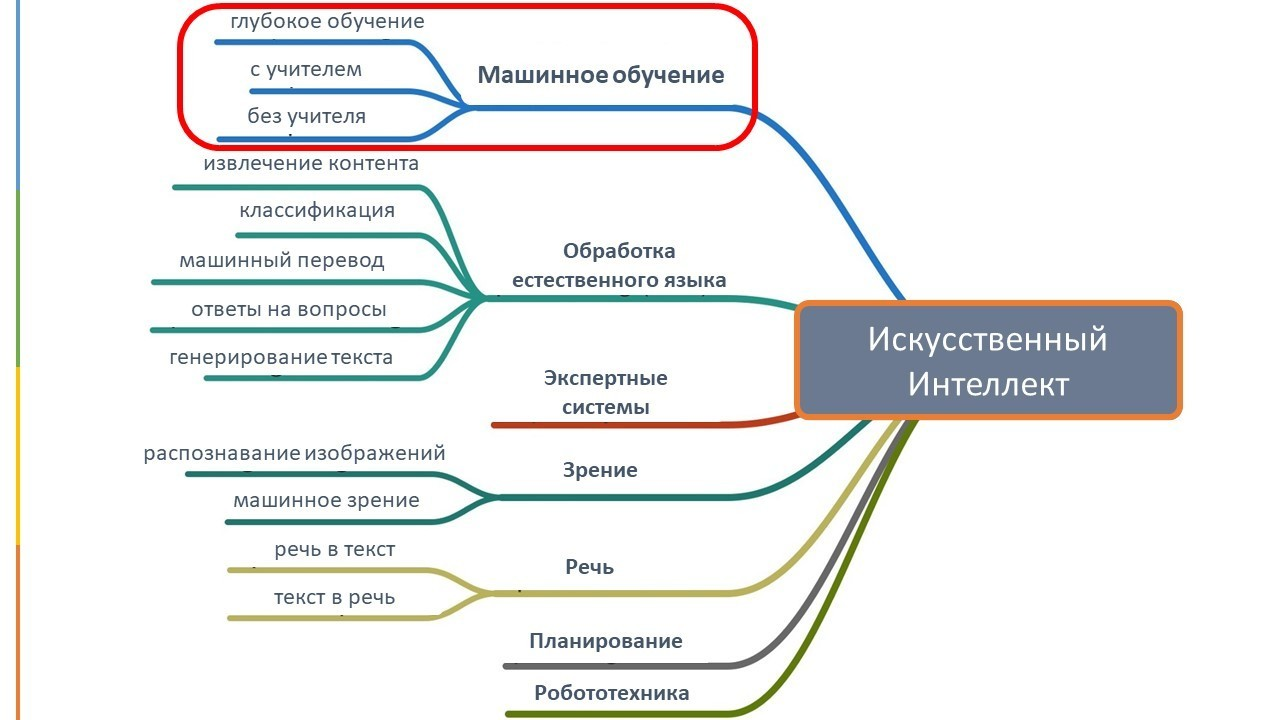 глубокое обучение
с учителем
без учителя
Машинное обучение
извлечение контента
классификация
машинный перевод
ответы на вопросы
генерирование текста
Обработка
естественного языка
Экспертные
системы
распознавание изображений
машинное зрение
Зрение
речь в текст
текст в речь
Речь
Планирование
Робототехника
Искусственный
Интеллект